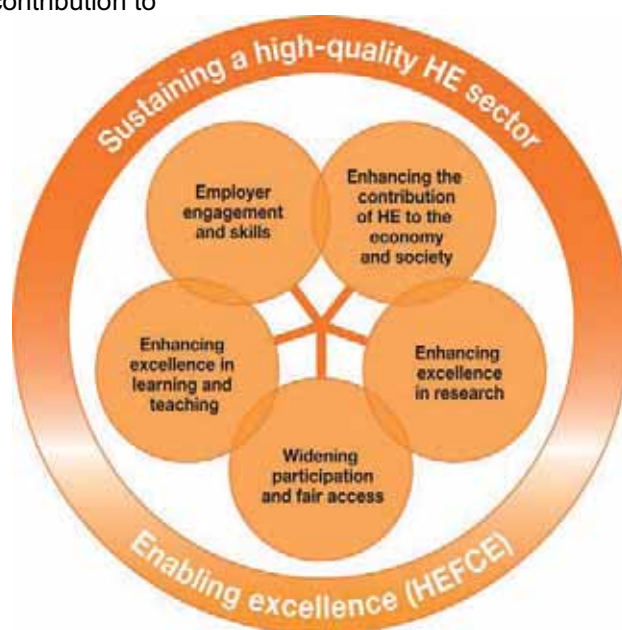 contribution to
Sustaining a high-quality HE sector
Employer
engagement
and skills
Enhancing the
contribution
of HE to the
economy
and society
Enhancing
excellence in
learning and
teaching
Enhancing
excellence
in research
Widening
participation
and fair access
Enabling excellence (HEFCE)